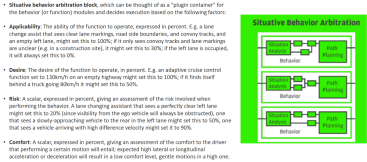 • Situative behavior arbitration block, which can be thought of as a "plugin container" for
the behavior (or function) modules and decides execution based on the following factors:
• Applicability: The ability of the function to operate, expressed in percent. E.g. a lane
change assist that sees clear lane markings, road side boundaries, and convoy tracks, and
an empty left lane, might set this to 100%; if it only sees convoy tracks and lane markings
are unclear (e.g. in a construction site), it might set this to 30%; if the left lane is occupied,
it will always set this to 0%.
• Desire: The desire of the function to operate, in percent. E.g. an adaptive cruise control
function set to 130km/h on an empty highway might set this to 100%; if it finds itself
behind a truck going 80km/h it might set this to 50%.
• Risk: A scalar, expressed in percent, giving an assessment of the risk involved when
performing the behavior. A lane changing assistant that sees a perfectly clear left lane
might set this to 20% (since visibility from the ego vehicle will always be obstructed), one
that sees a slowly-approaching vehicle to the rear in the left lane might set this to 50%, one
that sees a vehicle arriving with high difference velocity might set it to 90%.
• Comfort: A scalar, expressed in percent, giving an assessment of the comfort to the driver
that performing a certain motion will entail; expected high lateral or longitudinal
acceleration or deceleration will result in a low comfort level, gentle motions in a high one.
Situative Behavior Arbitration
Situation
Analysis
Path
Planning
Behavior
Situation
Analysis
Path
Planning
Behavior
Situation
Analysis
Path
Planning
Behavior